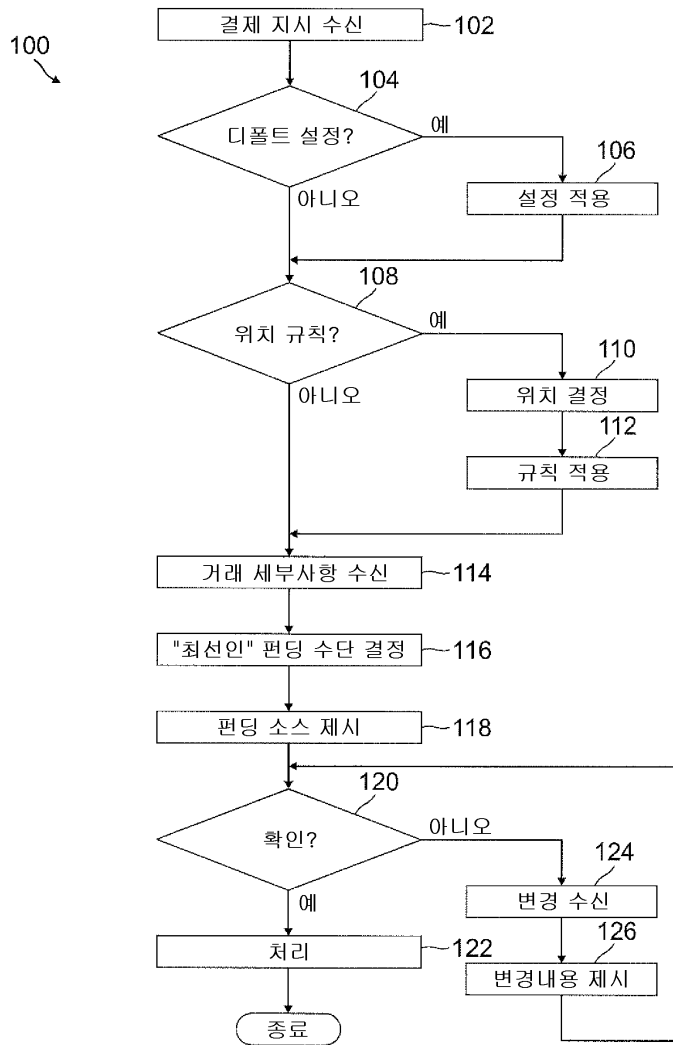 100
결제 지시 수신
102
104
디폴트 설정?
예
106
설정 적용
아니오
108
위치 규칙?
예
110
위치 결정
아니오
112
규칙 적용
거래 세부사항 수신
114
"최선인" 펀딩 수단 결정
116
펀딩 소스 제시
118
120
확인?
아니오
124
변경 수신
예
처리
122
126
변경내용 제시
종료